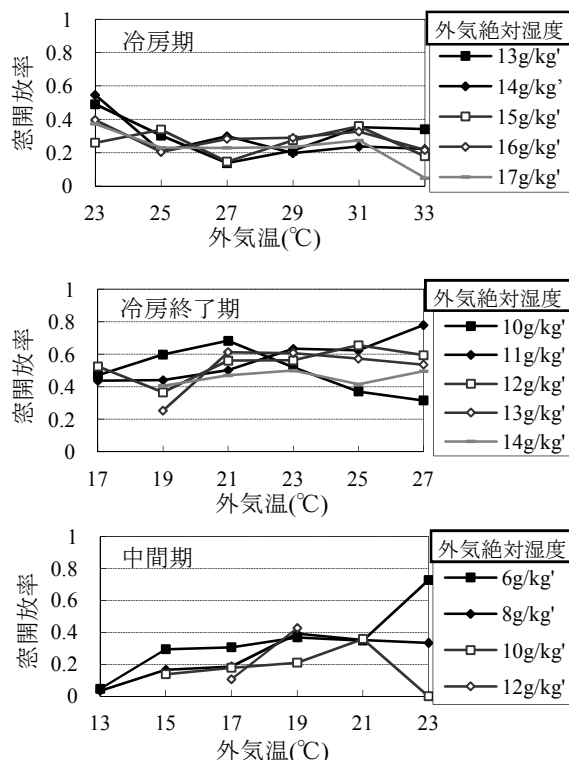 冷房期
外気絶対湿度
窓開放率
1
0.8
0.6
0.4
0.2
0
23 25 27 29 31 33
外気温(℃)
13g/kg'
14g/kg’
15g/kg'
16g/kg'
17g/kg'
冷房終了期
外気絶対湿度
窓開放率
1
0.8
0.6
0.4
0.2
0
17 19 21 23 25 27
外気温(℃)
10g/kg'
11g/kg'
12g/kg'
13g/kg'
14g/kg'
中間期
外気絶対湿度
窓開放率
1
0.8
0.6
0.4
0.2
0
13 15 17 19 21 23
外気温(℃)
6g/kg'
8g/kg'
10g/kg'
12g/kg'